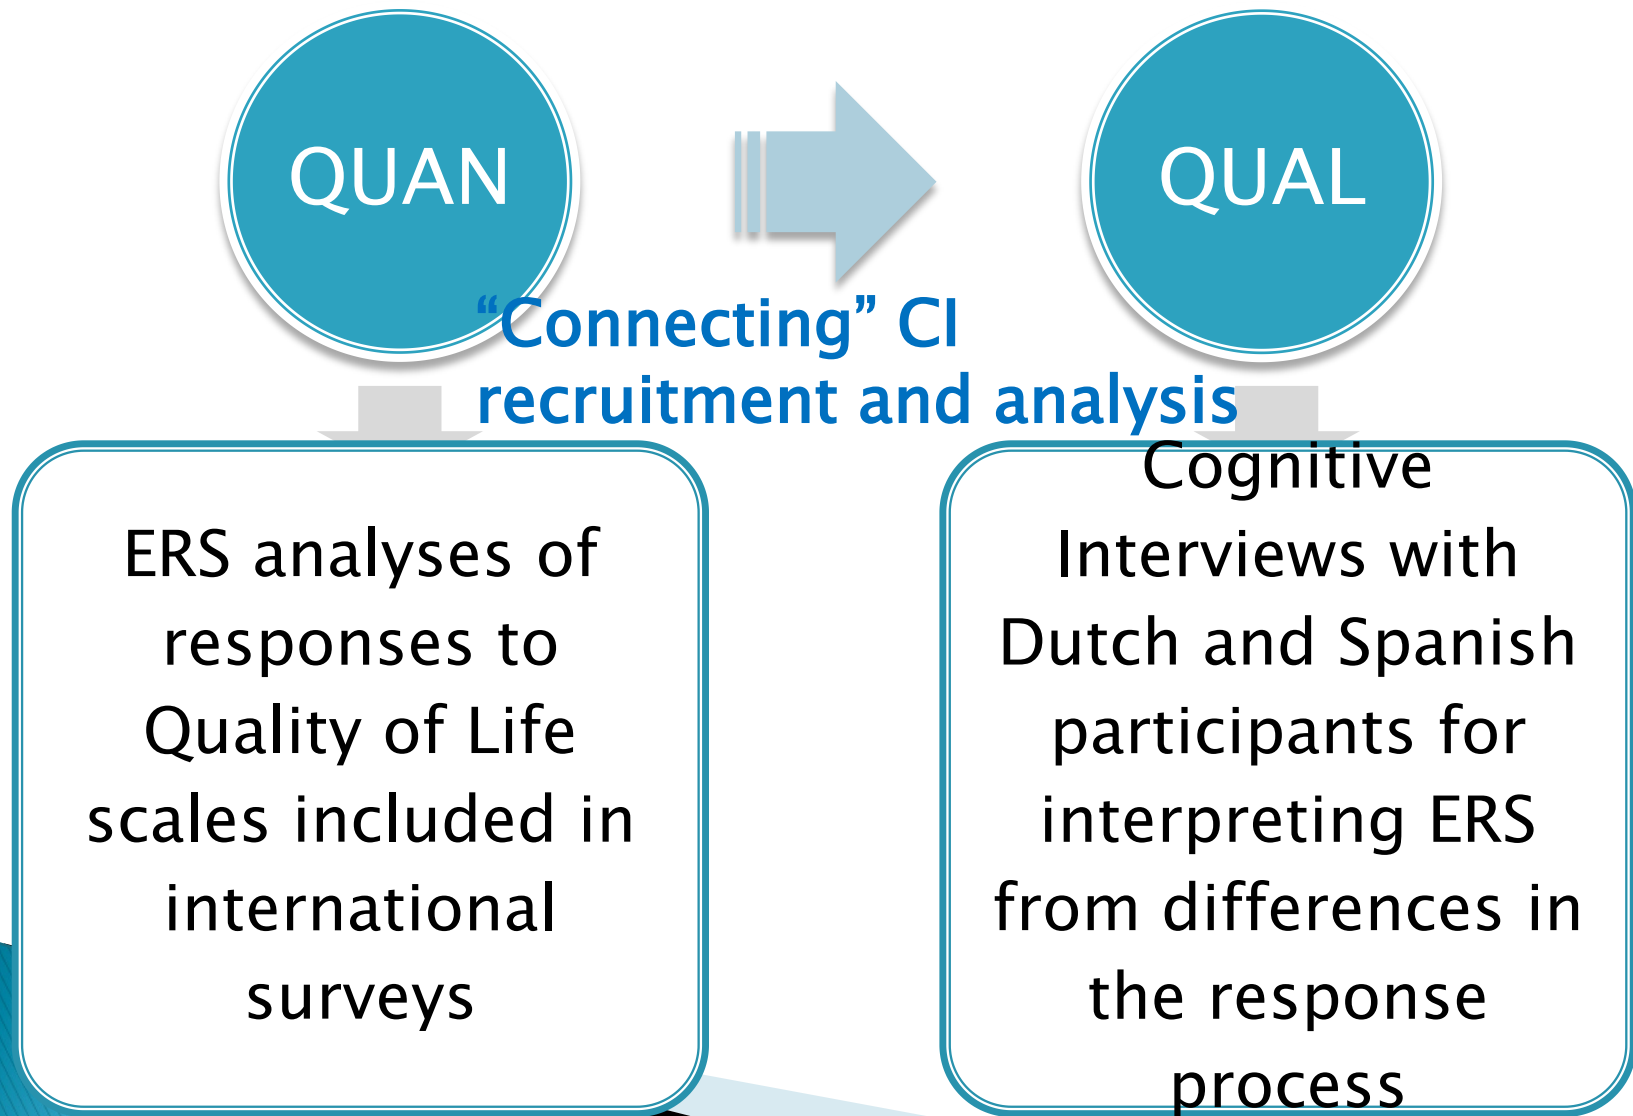 QUAN
QUAL
“Connecting” CI
recruitment and analysis
ERS analyses of
responses to
Quality of Life
scales included in
international
surveys
Cognitive
Interviews with
Dutch and Spanish
participants for
interpreting ERS
from differences in
the response
process